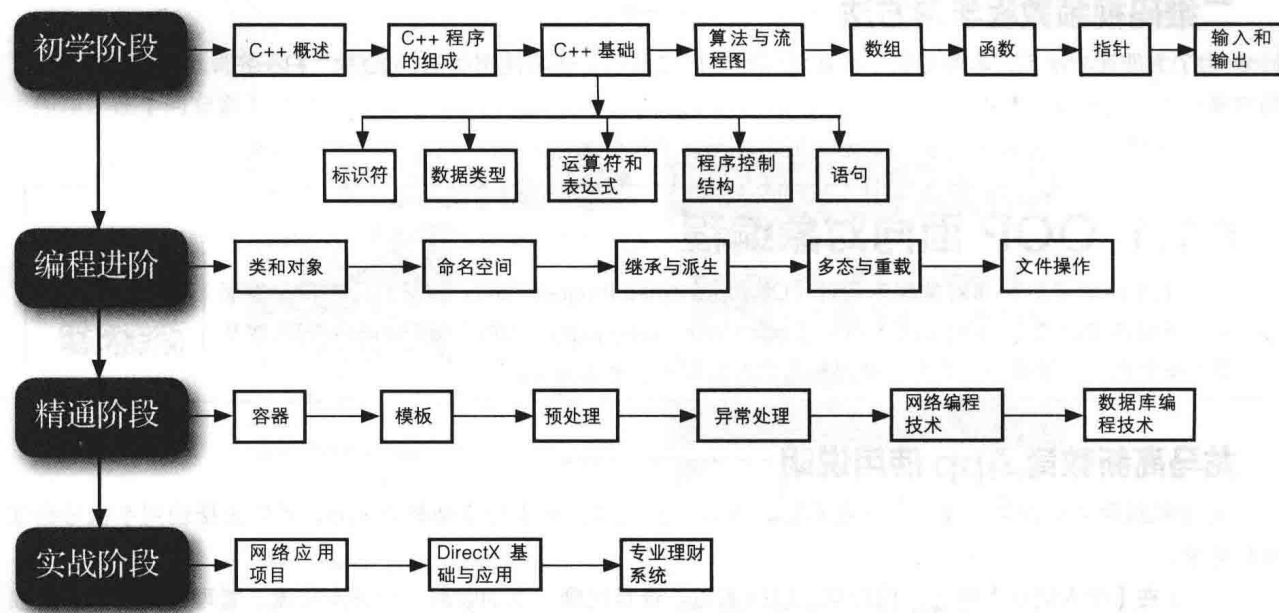 初学阶段
C++ 概述
C++ 程序
的组成
C++ 基础
算法与流
程图
数组
函数
指针
输入和
输出
标识符
数据类型
运算符和
表达式
程序控制
结构
语句
编程进阶
类和对象
命名空间
继承与派生
多态与重载
文件操作
精通阶段
容器
模板
预处理
异常处理
网络编程
技术
数据库编
程技术
实战阶段
网络应用
项目
DirectX 基
础与应用
专业理财
系统